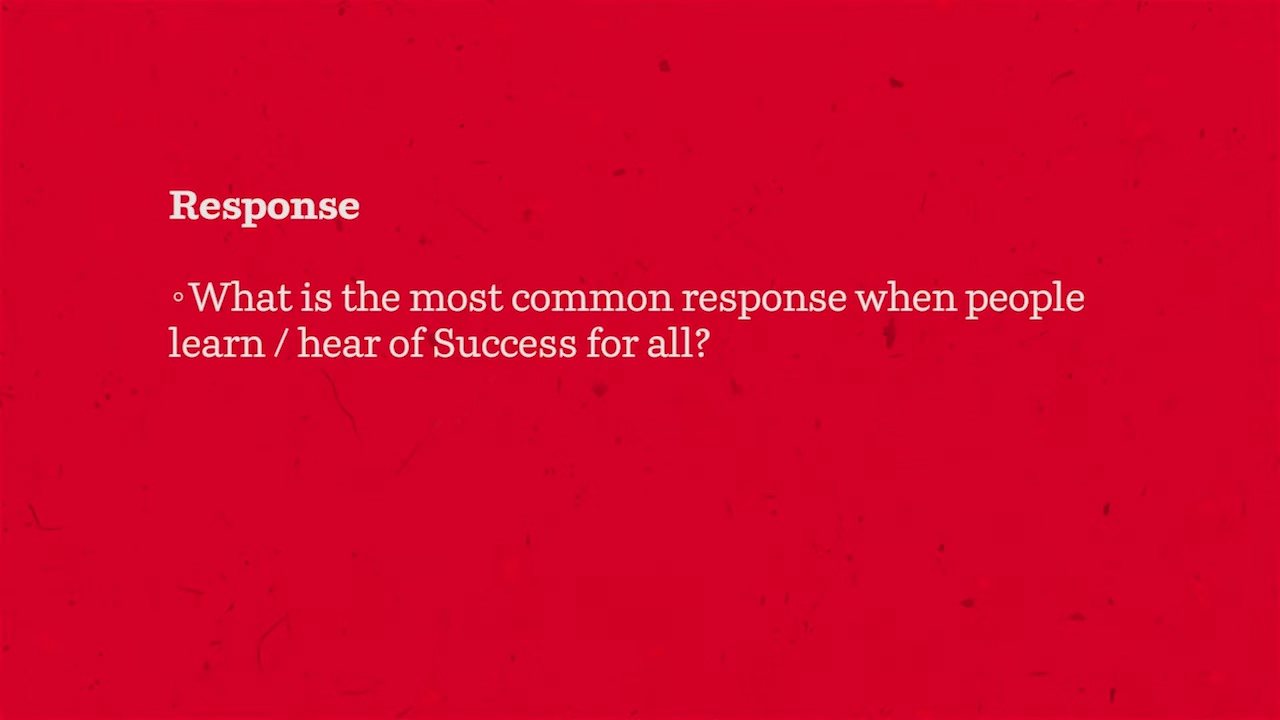 Response
◦What is the most common response when people
learn / hear of Success for all?